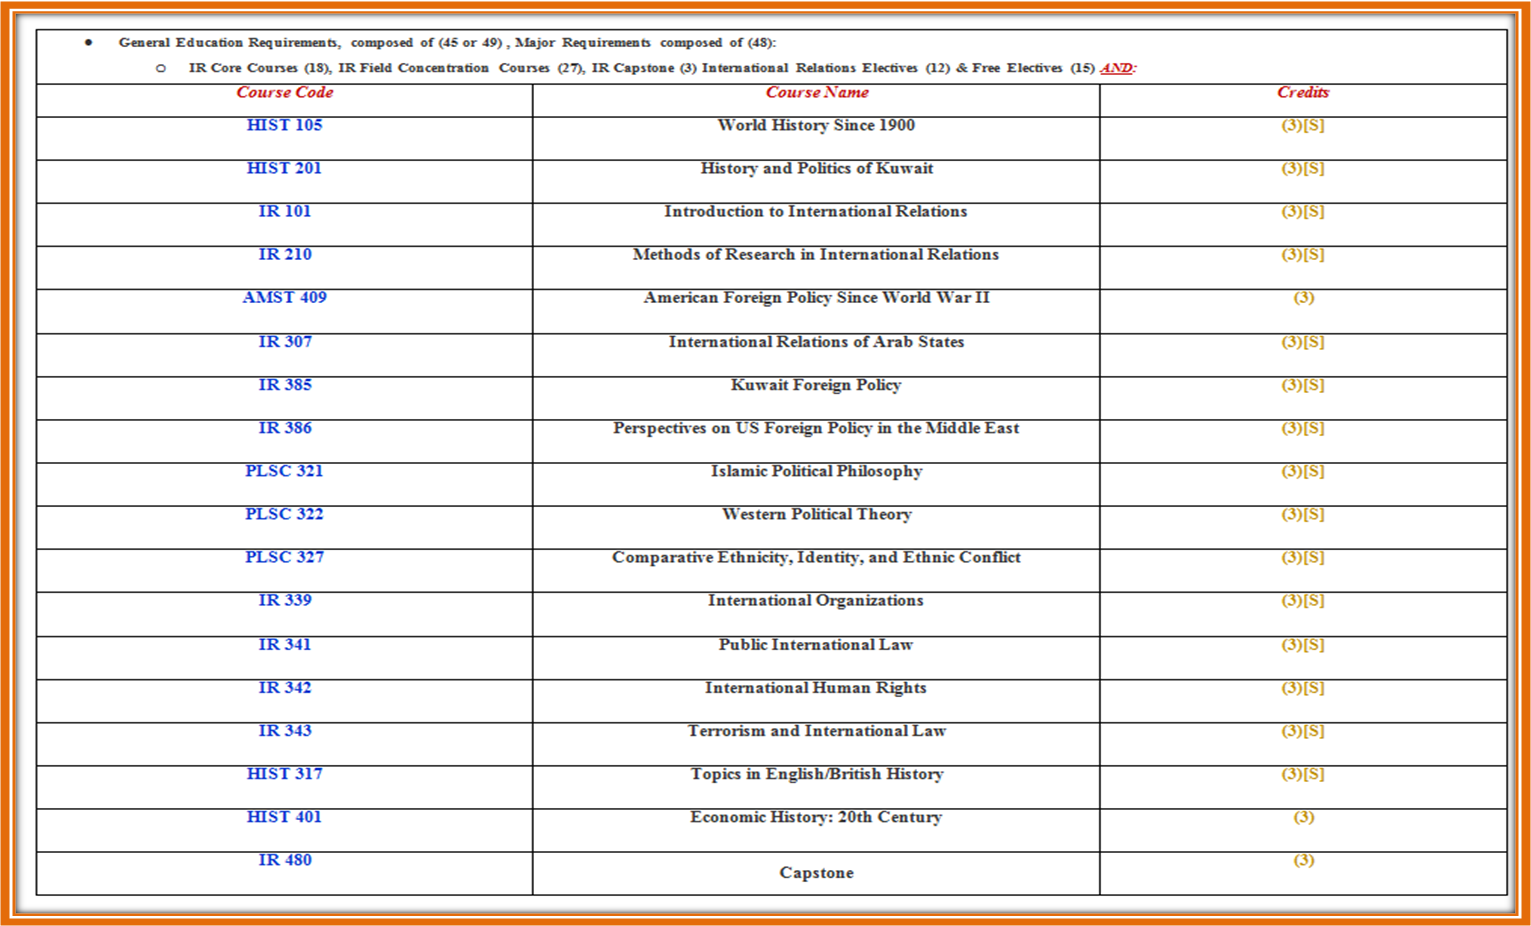 ● General Education Requirements, composed of (45 or 49) , Major Requirements composed of (48):
○ IR Core Courses (18), IR Field Concentration Courses (27), IR Capstone (3) International Relations Electives (12) & Free Electives (15) AND:
Course Code Course Name Credits
HIST 105 World History Since 1900 (3)[S]
HIST 201 History and Politics of Kuwait (3)[S]
IR 101 Introduction to International Relations (3)[S]
IR 210 Methods of Research in International Relations (3)[S]
AMST 409 American Foreign Policy Since World War II (3)
IR 307 International Relations of Arab States (3)[S]
IR 385 Kuwait Foreign Policy (3)[S]
IR 386 Perspectives on US Foreign Policy in the Middle East (3)[S]
PLSC 321 Islamic Political Philosophy (3)[S]
PLSC 322 Western Political Theory (3)[S]
PLSC 327 Comparative Ethnicity, Identity, and Ethnic Conflict (3)[S]
IR 339 International Organizations (3)[S]
IR 341 Public International Law (3)[S]
IR 342 International Human Rights (3)[S]
IR 343 Terrorism and International Law (3)[S]
HIST 317 Topics in English/British History (3)[S]
HIST 401 Economic History: 20th Century (3)
IR 480 Capstone (3)